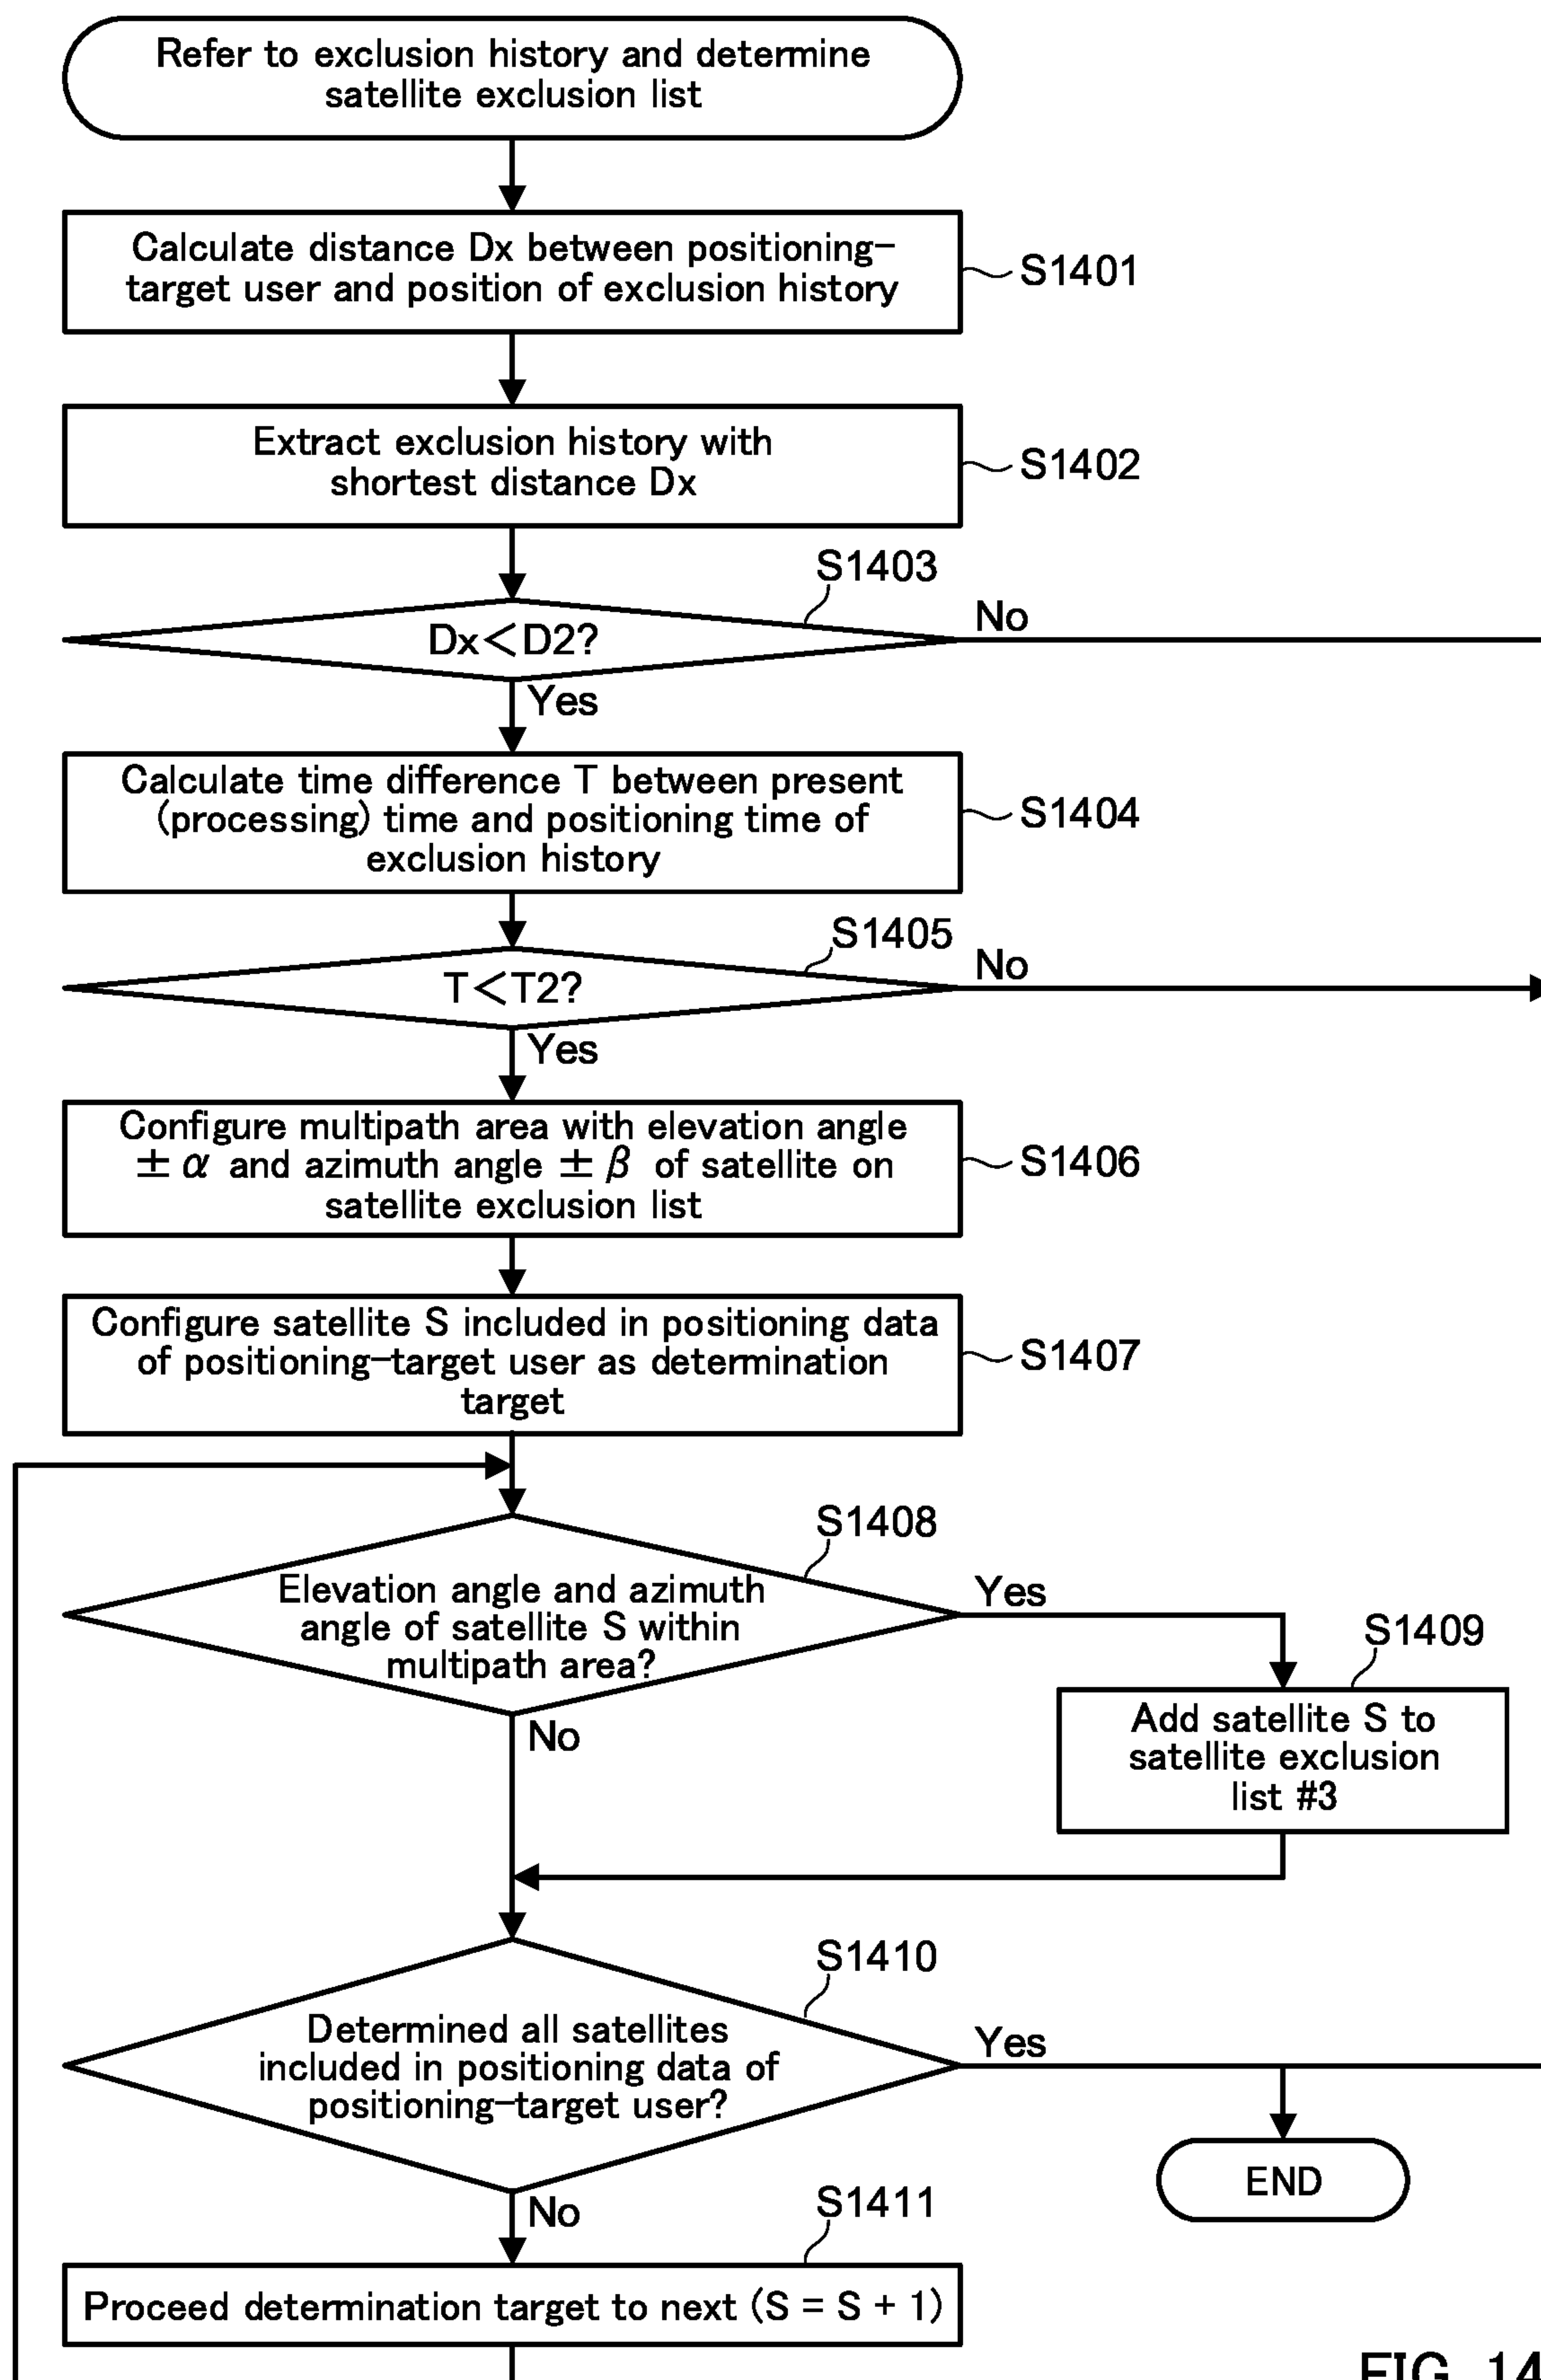 Refer to exclusion history and determine
satellite exclusion list
Calculate distance Dx between positioning-
target user and position of exclusion history
S1401
Extract exclusion history with
shortest distance Dx
S1402
S1403
Dx<D2?
No
Yes
Calculate time difference T between present
(processing) time and positioning time of
exclusion history
S1404
S1405
T<T2?
No
Yes
Configure multipath area with elevation angle
± α and azimuth angle ± β of satellite on
satellite exclusion list
S1406
Configure satellite S included in positioning data
of positioning-target user as determination
target
S1407
S1408
Elevation angle and azimuth
angle of satellite S within
multipath area?
Yes
No
S1409
Add satellite S to
satellite exclusion
list #3
S1410
Determined all satellites
included in positioning data of
positioning-target user?
Yes
No
END
S1411
Proceed determination target to next (S = S + 1)
FIG. 14